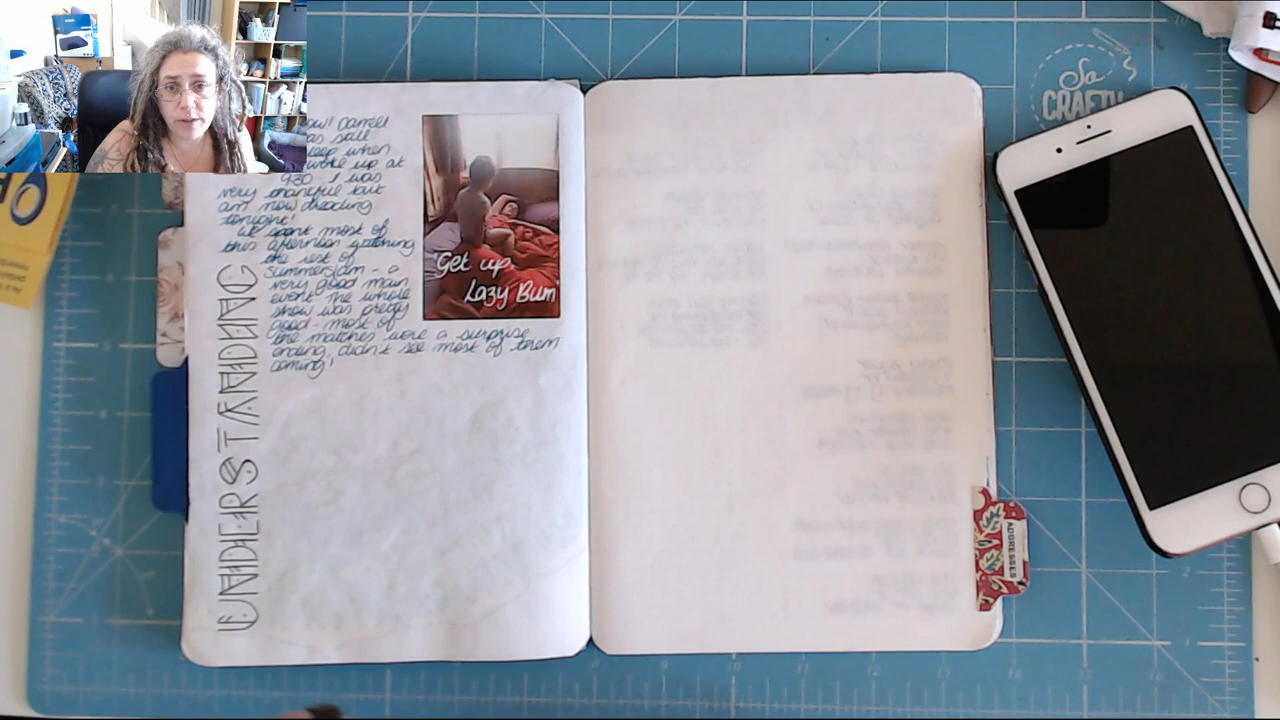 ow! Darrell
as still
eep when
woke up at
930 I was
very thankful but
am now dreading
tonight!
We spent most of
this afternoon watching
the rest of
Summerslam - a
very good main
event the whole
show was pretty
good - most of
the matches were a surprise
ending, didn't see most of them
coming!
Get up
Lazy Bum
UNDERSTANDING
So
CRAFTY
ADDRESSES